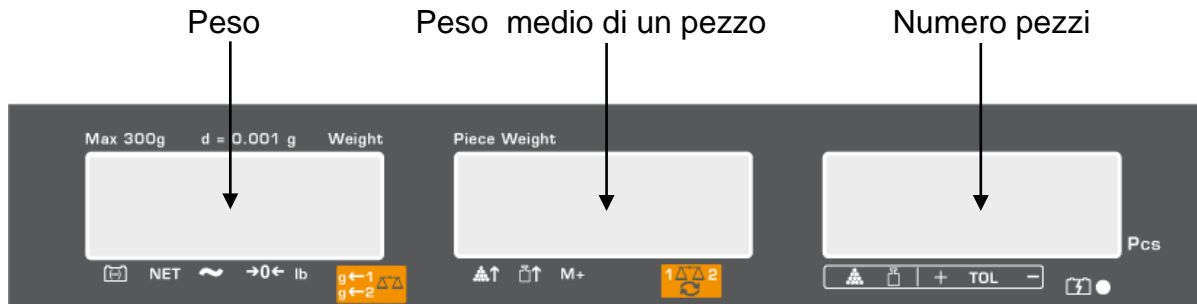 Peso Peso medio di un pezzo Numero pezzi
Max 300g d = 0.001 g Weight Piece Weight
Pcs
NET →0← lb g←1 M+ 1 2 + TOL −
g←2